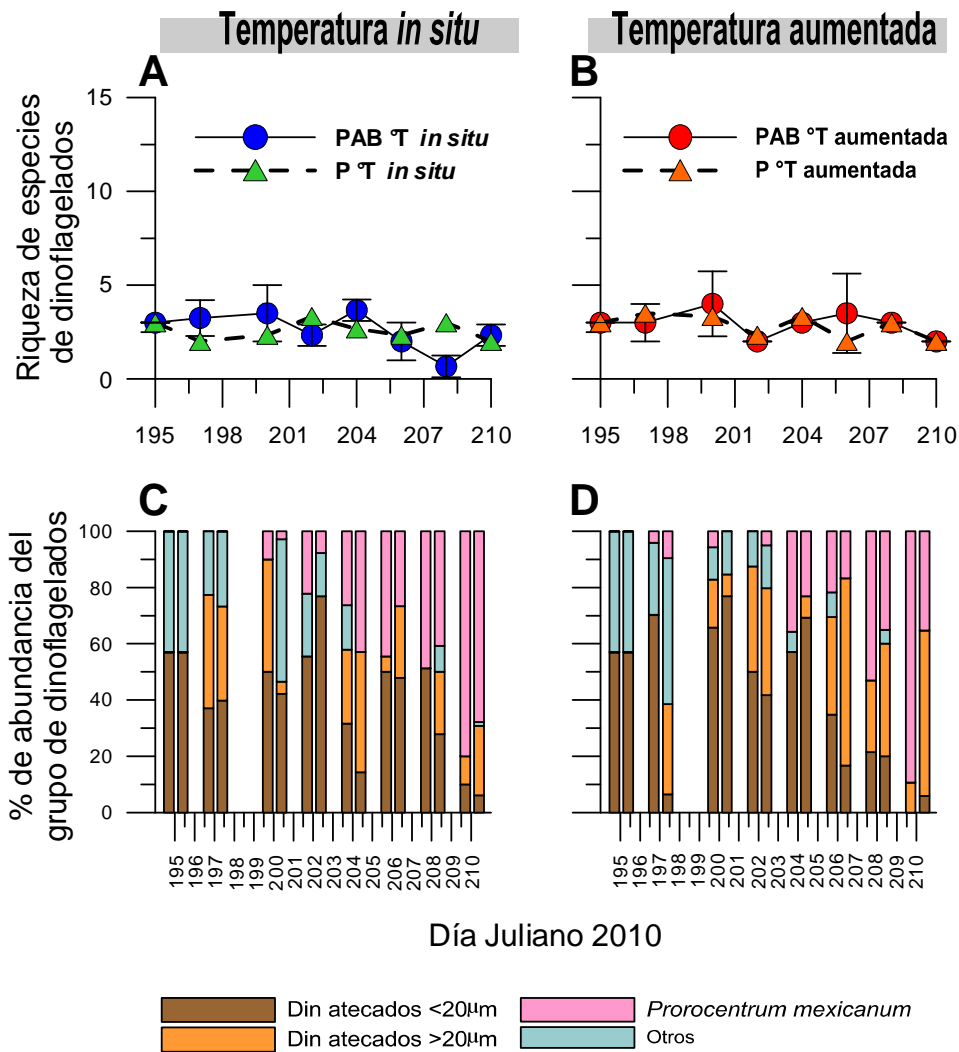 Temperatura in situ
Temperatura aumentada
A
B
Riqueza de especies
de dinoflagelados
15
10
5
0
PAB °T in situ
P °T in situ
PAB °T aumentada
P °T aumentada
195 198 201 204 207 210
195 198 201 204 207 210
C
D
% de abundancia del
grupo de dinoflagelados
100
80
60
40
20
0
195 196 197 198 199 200 201 202 203 204 205 206 207 208 209 210
195 196 197 198 199 200 201 202 203 204 205 206 207 208 209 210
Día Juliano 2010
Din atecados <20µm
Prorocentrum mexicanum
Din atecados >20µm
Otros